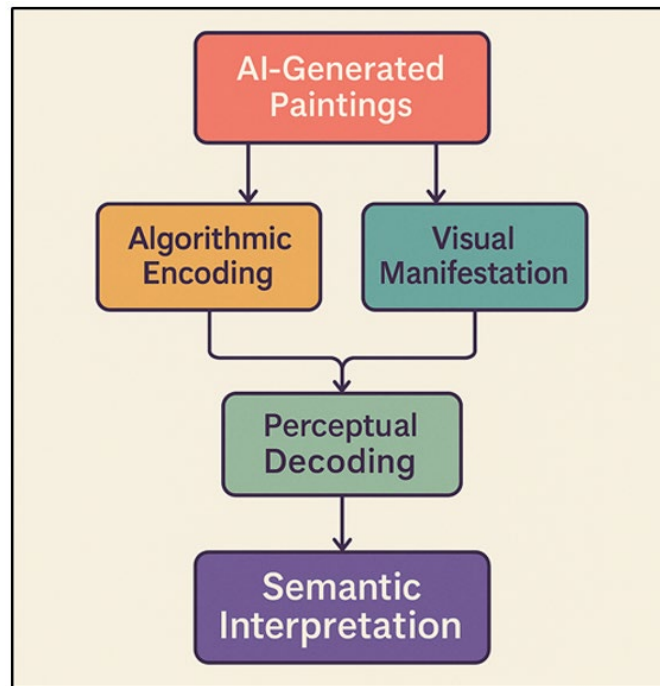 AI-Generated
Paintings
Algorithmic
Encoding
Visual
Manifestation
Perceptual
Decoding
Semantic
Interpretation